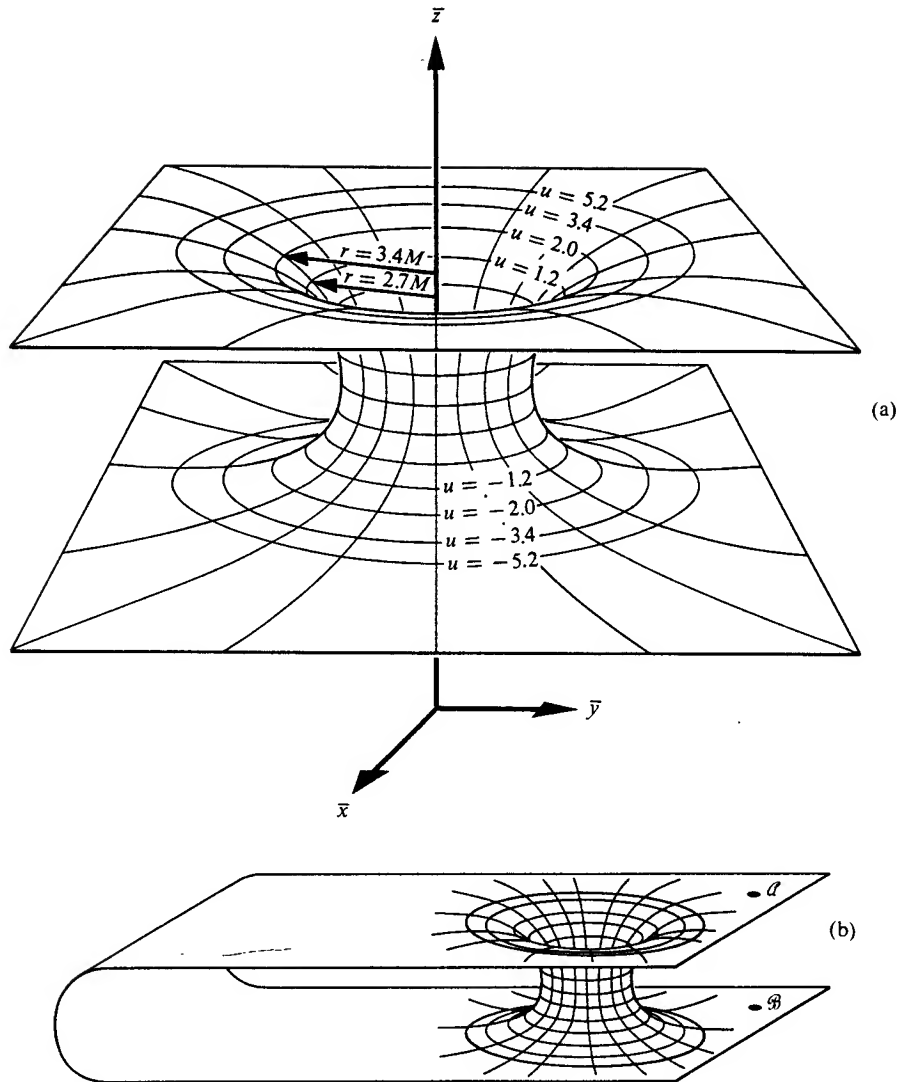 z̄
u = 5.2
u = 3.4
u = 2.0
u = 1.2
r = 3.4M
r = 2.7M
(a)
u = −1.2
u = −2.0
u = −3.4
u = −5.2
ȳ
x̄
𝒜
(b)
ℬ